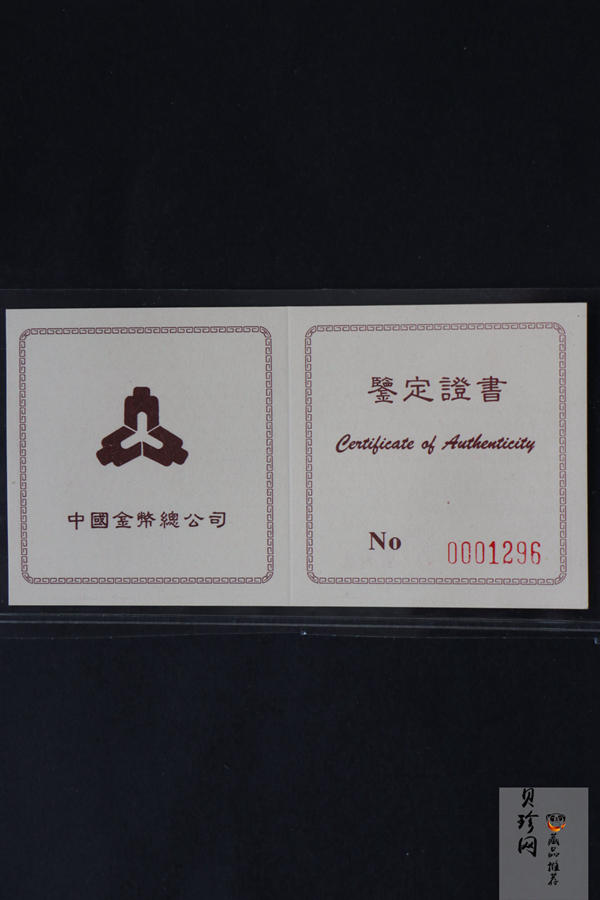 中國金幣總公司
鑒定證書
Certificate of Authenticity
No 0001296
貝珍网
藏品推荐